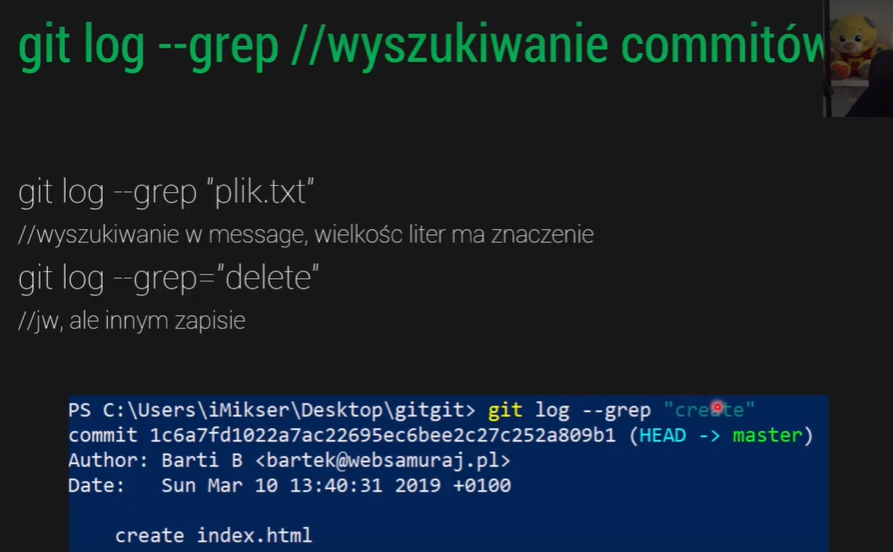 git log --grep //wyszukiwanie commitów
git log --grep "plik.txt"
//wyszukiwanie w message, wielkośc liter ma znaczenie
git log --grep="delete"
//jw, ale innym zapisie
PS C:\Users\iMikser\Desktop\gitgit> git log --grep "create"
commit 1c6a7fd1022a7ac22695ec6bee2c27c252a809b1 (HEAD -> master)
Author: Barti B <bartek@websamuraj.pl>
Date:   Sun Mar 10 13:40:31 2019 +0100
create index.html